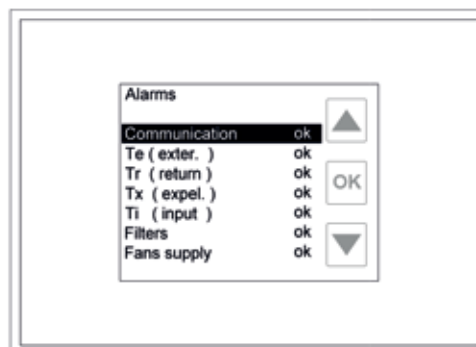 Alarms
Communication ok
Te ( exter. ) ok
Tr ( return ) ok
Tx ( expel. ) ok
Ti ( input ) ok
Filters ok
Fans supply ok
OK